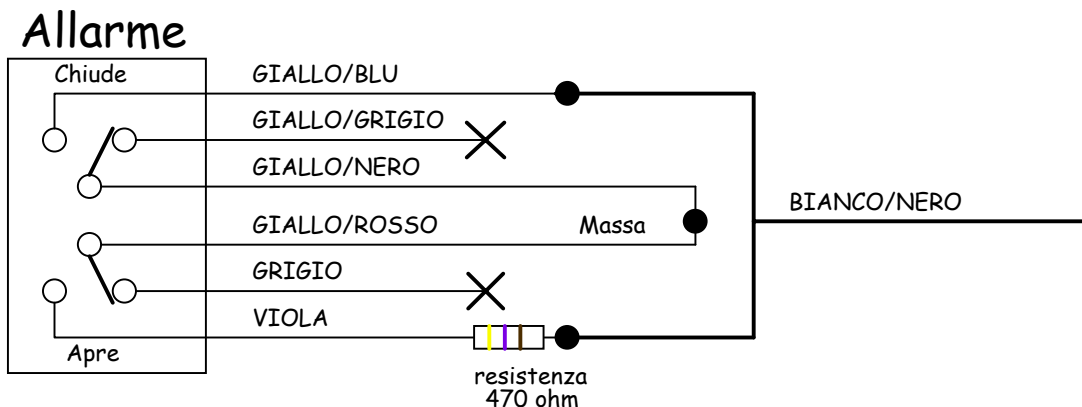 Allarme
Chiude
GIALLO/BLU
GIALLO/GRIGIO
GIALLO/NERO
BIANCO/NERO
GIALLO/ROSSO
Massa
GRIGIO
VIOLA
Apre
resistenza
470 ohm